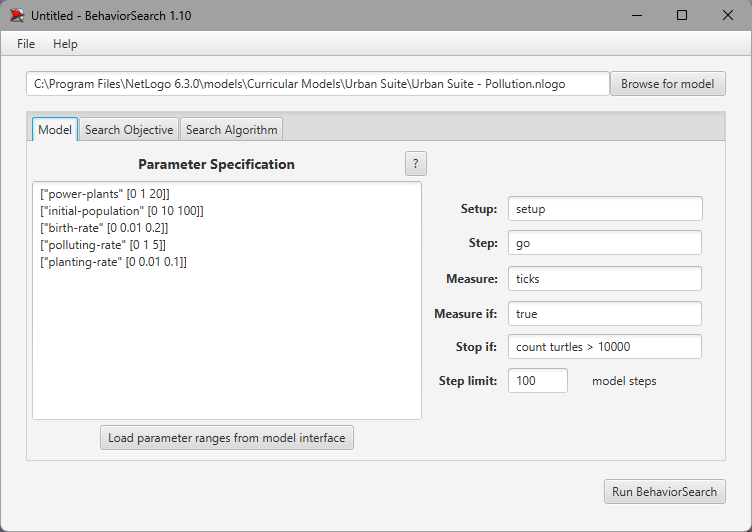 Untitled - BehaviorSearch 1.10
File Help
C:\Program Files\NetLogo 6.3.0\models\Curricular Models\Urban Suite\Urban Suite - Pollution.nlogo Browse for model
Model Search Objective Search Algorithm
Parameter Specification ?
["power-plants" [0 1 20]]
["initial-population" [0 10 100]]
["birth-rate" [0 0.01 0.2]]
["polluting-rate" [0 1 5]]
["planting-rate" [0 0.01 0.1]]
Setup: setup
Step: go
Measure: ticks
Measure if: true
Stop if: count turtles > 10000
Step limit: 100 model steps
Load parameter ranges from model interface
Run BehaviorSearch